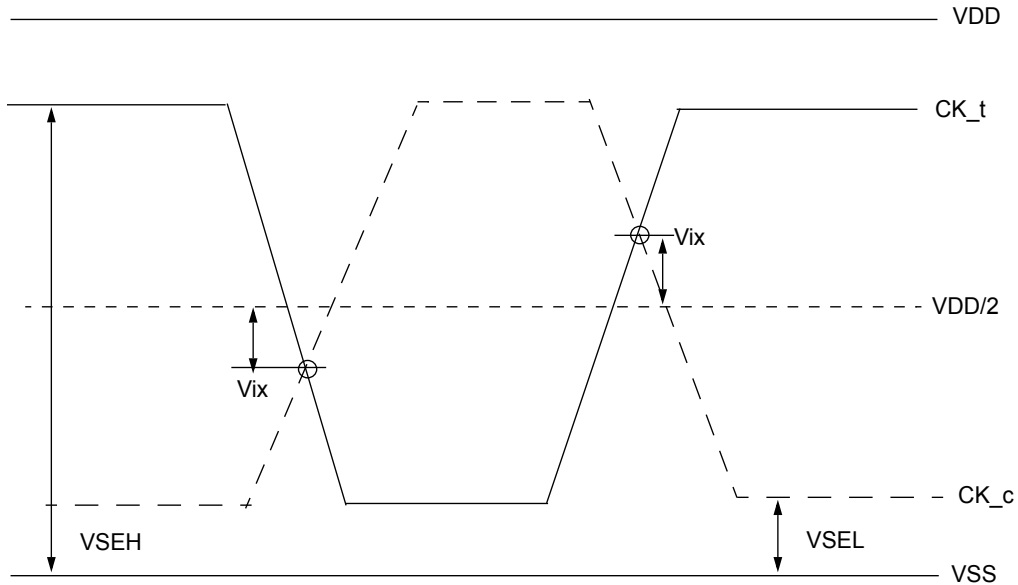 VDD
CK_t
Vix
VDD/2
Vix
CK_c
VSEH
VSEL
VSS